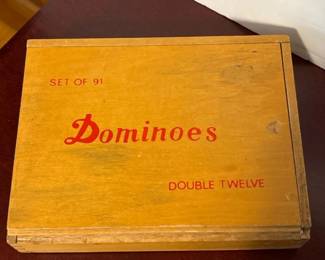 SET OF 91
Dominoes
DOUBLE TWELVE